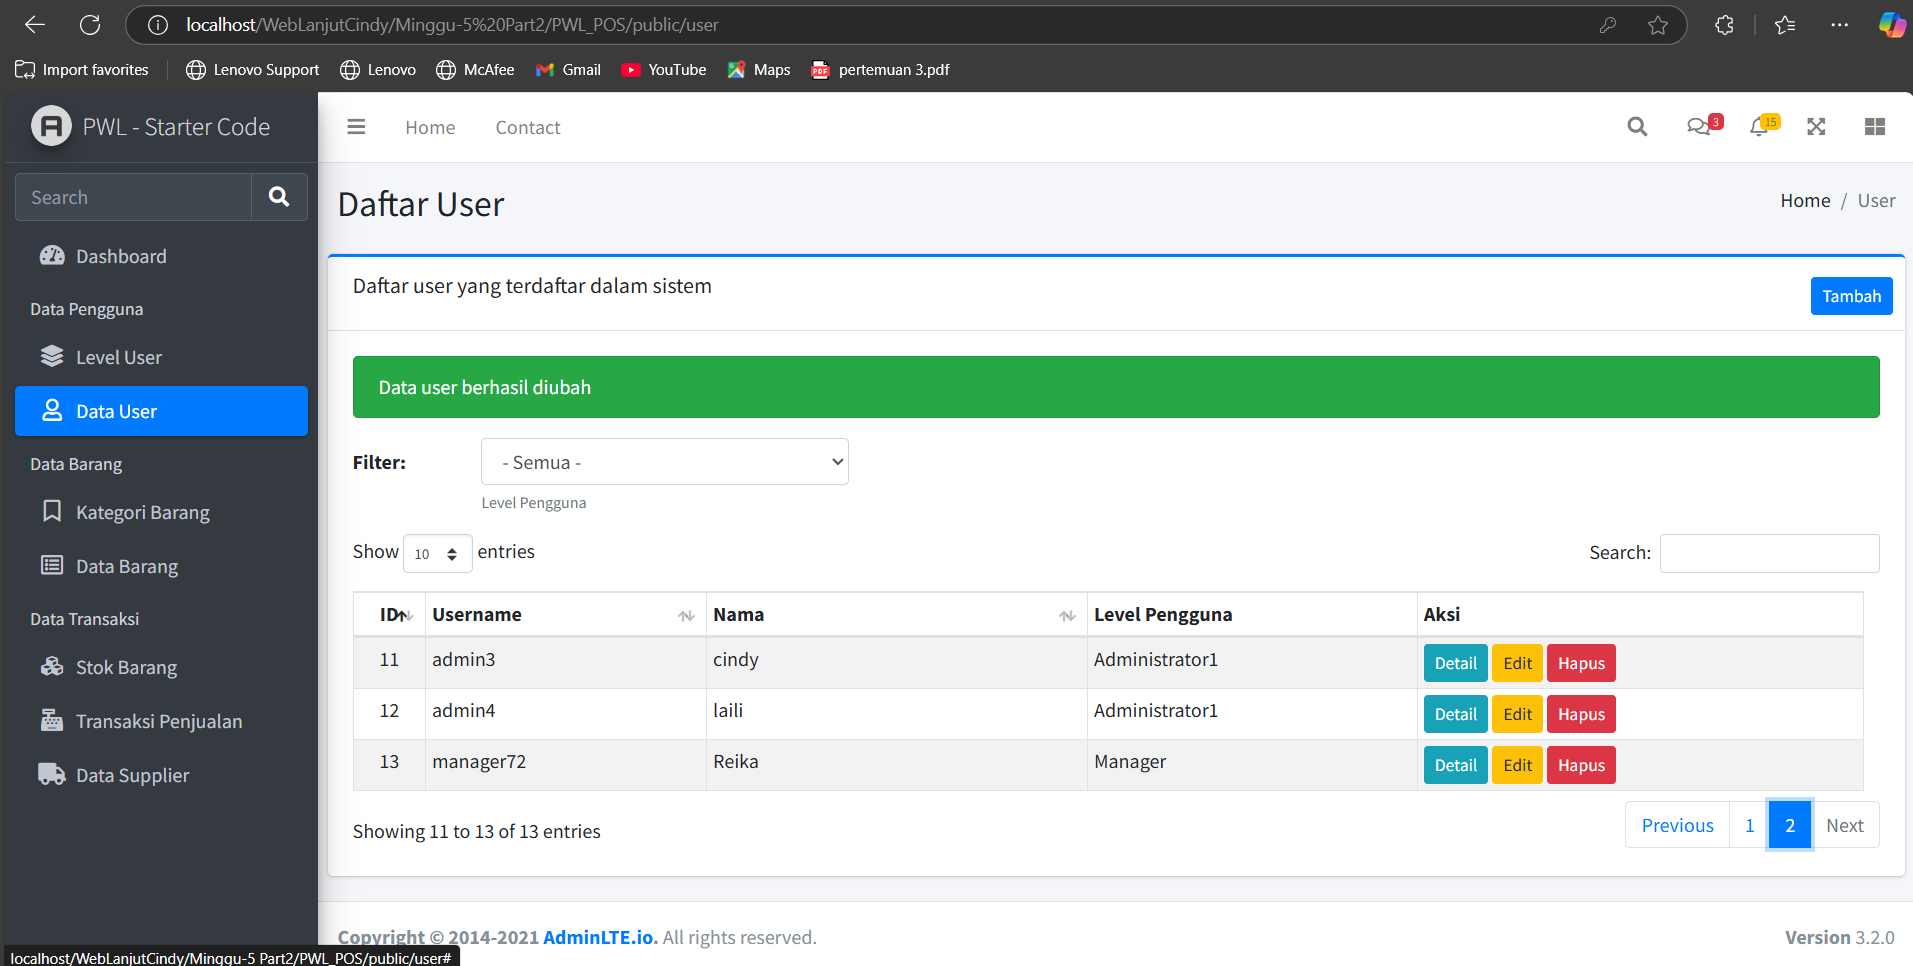 localhost/WebLanjutCindy/Minggu-5%20Part2/PWL_POS/public/user
Import favorites
Lenovo Support
Lenovo
McAfee
Gmail
YouTube
Maps
PDF
pertemuan 3.pdf
PWL - Starter Code
Home
Contact
3
15
Search
Daftar User
Home / User
Dashboard
Data Pengguna
Level User
Data User
Data Barang
Kategori Barang
Data Barang
Data Transaksi
Stok Barang
Transaksi Penjualan
Data Supplier
Daftar user yang terdaftar dalam sistem
Tambah
Data user berhasil diubah
Filter:
- Semua -
Level Pengguna
Show 10 entries
Search:
ID Username Nama Level Pengguna Aksi
11 admin3 cindy Administrator1 Detail Edit Hapus
12 admin4 laili Administrator1 Detail Edit Hapus
13 manager72 Reika Manager Detail Edit Hapus
Showing 11 to 13 of 13 entries
Previous 1 2 Next
Copyright © 2014-2021 AdminLTE.io. All rights reserved.
Version 3.2.0
localhost/WebLanjutCindy/Minggu-5 Part2/PWL_POS/public/user#